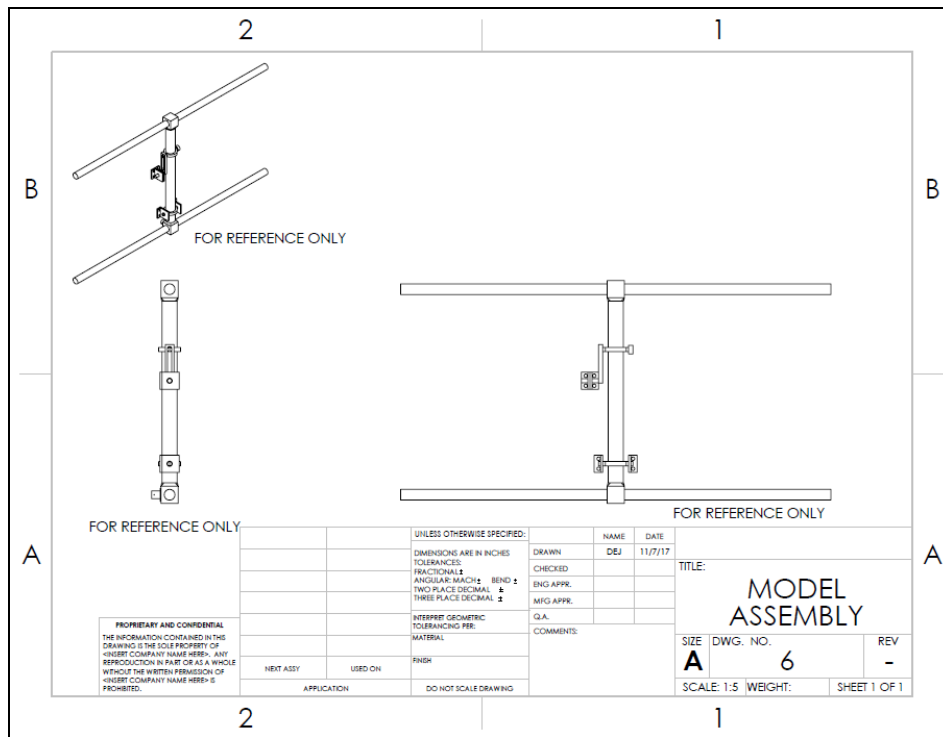 2 1
B B
FOR REFERENCE ONLY
FOR REFERENCE ONLY
FOR REFERENCE ONLY
A A
PROPRIETARY AND CONFIDENTIAL
THE INFORMATION CONTAINED IN THIS
DRAWING IS THE SOLE PROPERTY OF
<INSERT COMPANY NAME HERE>. ANY
REPRODUCTION IN PART OR AS A WHOLE
WITHOUT THE WRITTEN PERMISSION OF
<INSERT COMPANY NAME HERE> IS
PROHIBITED.
NEXT ASSY USED ON
APPLICATION
UNLESS OTHERWISE SPECIFIED:
DIMENSIONS ARE IN INCHES
TOLERANCES:
FRACTIONAL ±
ANGULAR: MACH ± BEND ±
TWO PLACE DECIMAL ±
THREE PLACE DECIMAL ±
INTERPRET GEOMETRIC
TOLERANCING PER:
MATERIAL
FINISH
DO NOT SCALE DRAWING
NAME DATE
DRAWN DEJ 11/7/17
CHECKED
ENG APPR.
MFG APPR.
Q.A.
COMMENTS:
TITLE:
MODEL
ASSEMBLY
SIZE DWG. NO. REV
A 6 -
SCALE: 1:5 WEIGHT: SHEET 1 OF 1
2 1